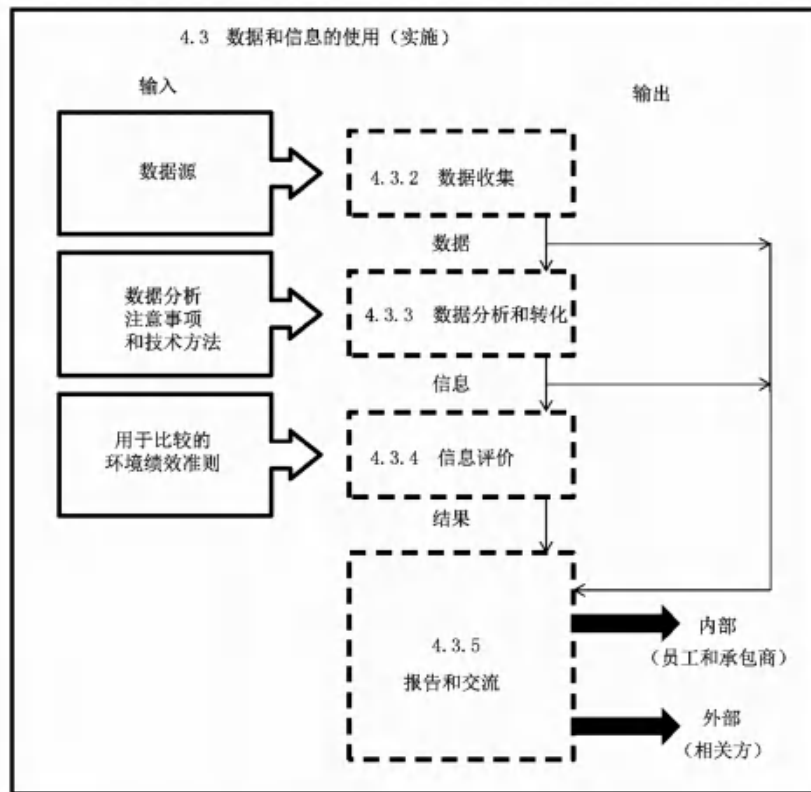 4.3 数据和信息的使用(实施)
输入
输出
数据源
4.3.2 数据收集
数据
数据分析
注意事项
和技术方法
4.3.3 数据分析和转化
信息
用于比较的
环境绩效准则
4.3.4 信息评价
结果
4.3.5
报告和交流
内部
(员工和承包商)
外部
(相关方)